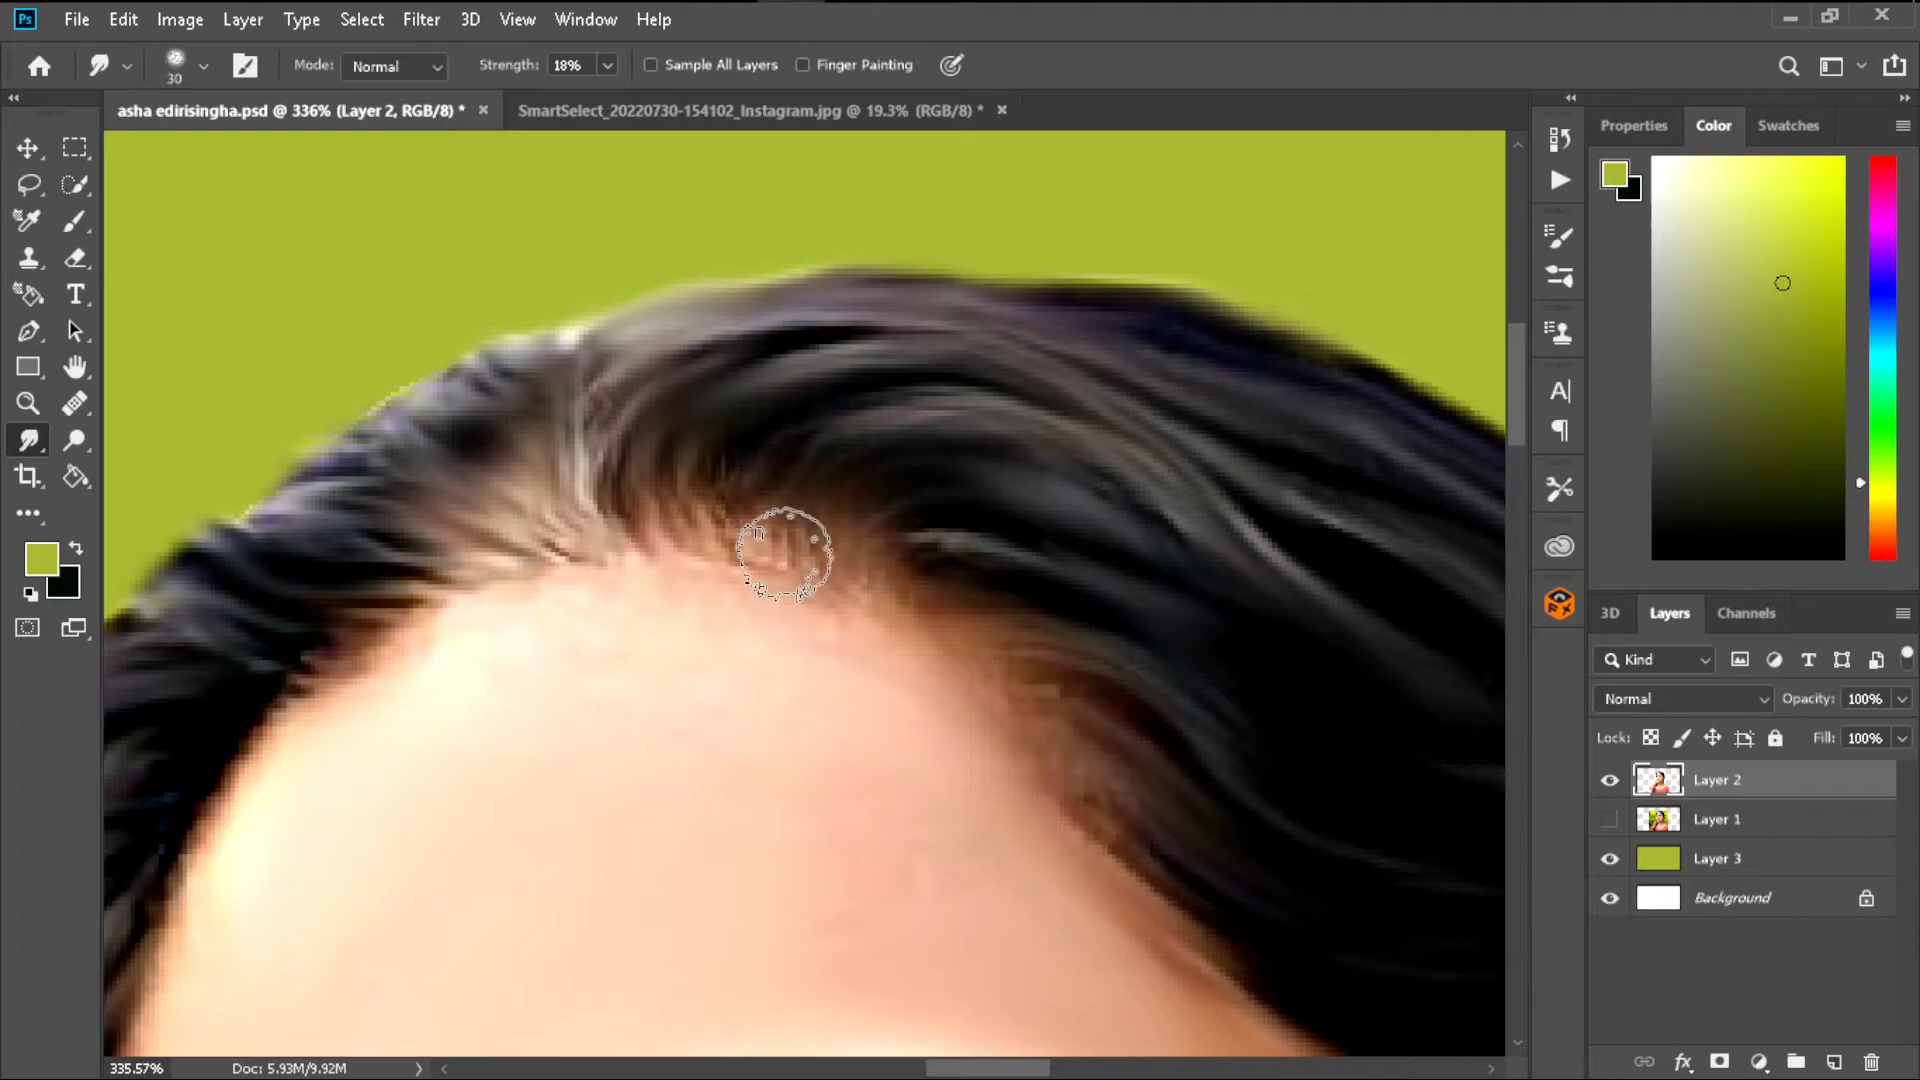 Ps File Edit Image Layer Type Select Filter 3D View Window Help
30 Mode: Normal Strength: 18% Sample All Layers Finger Painting
asha edirisingha.psd @ 336% (Layer 2, RGB/8) * × SmartSelect_20220730-154102_Instagram.jpg @ 19.3% (RGB/8) * ×
Properties Color Swatches
3D Layers Channels
Kind
Normal Opacity: 100%
Lock: Fill: 100%
Layer 2
Layer 1
Layer 3
Background
fx
335.57% Doc: 5.93M/9.92M